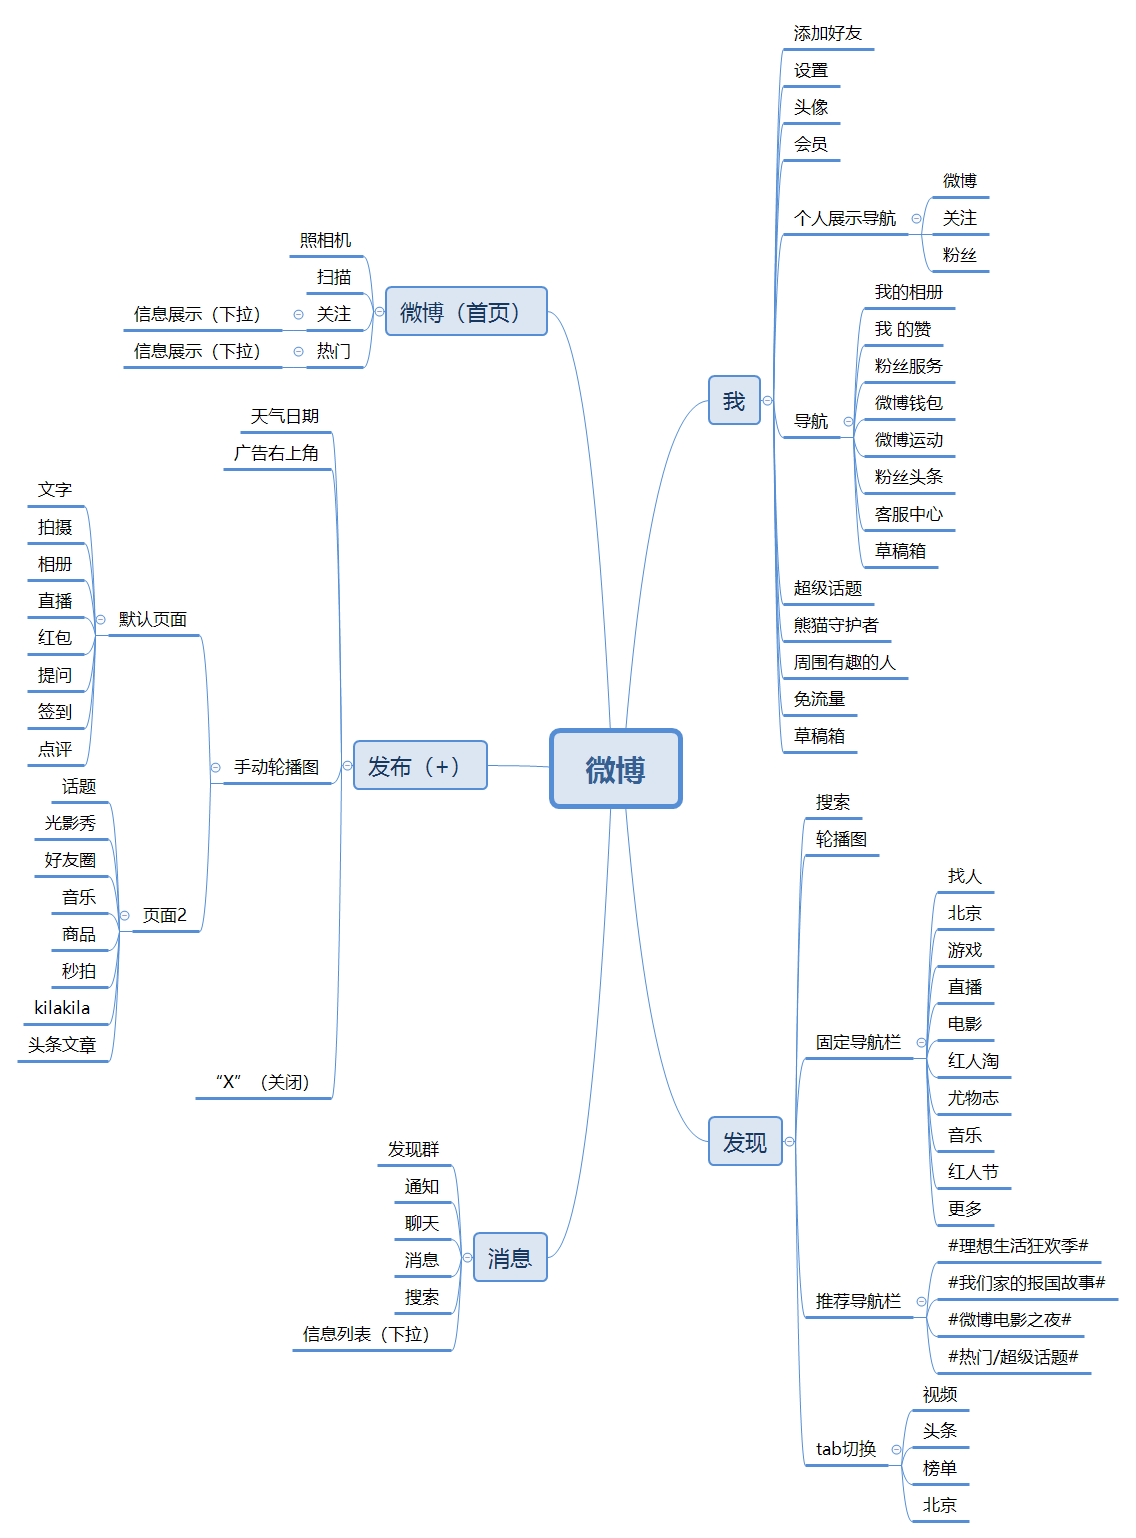 微博
微博（首页）
照相机
扫描
关注
信息展示（下拉）
热门
信息展示（下拉）
发布（+）
天气日期
广告右上角
手动轮播图
默认页面
文字
拍摄
相册
直播
红包
提问
签到
点评
页面2
话题
光影秀
好友圈
音乐
商品
秒拍
kilakila
头条文章
“X”（关闭）
消息
发现群
通知
聊天
消息
搜索
信息列表（下拉）
我
添加好友
设置
头像
会员
个人展示导航
微博
关注
粉丝
导航
我的相册
我 的赞
粉丝服务
微博钱包
微博运动
粉丝头条
客服中心
草稿箱
超级话题
熊猫守护者
周围有趣的人
免流量
草稿箱
发现
搜索
轮播图
固定导航栏
找人
北京
游戏
直播
电影
红人淘
尤物志
音乐
红人节
更多
推荐导航栏
#理想生活狂欢季#
#我们家的报国故事#
#微博电影之夜#
#热门/超级话题#
tab切换
视频
头条
榜单
北京